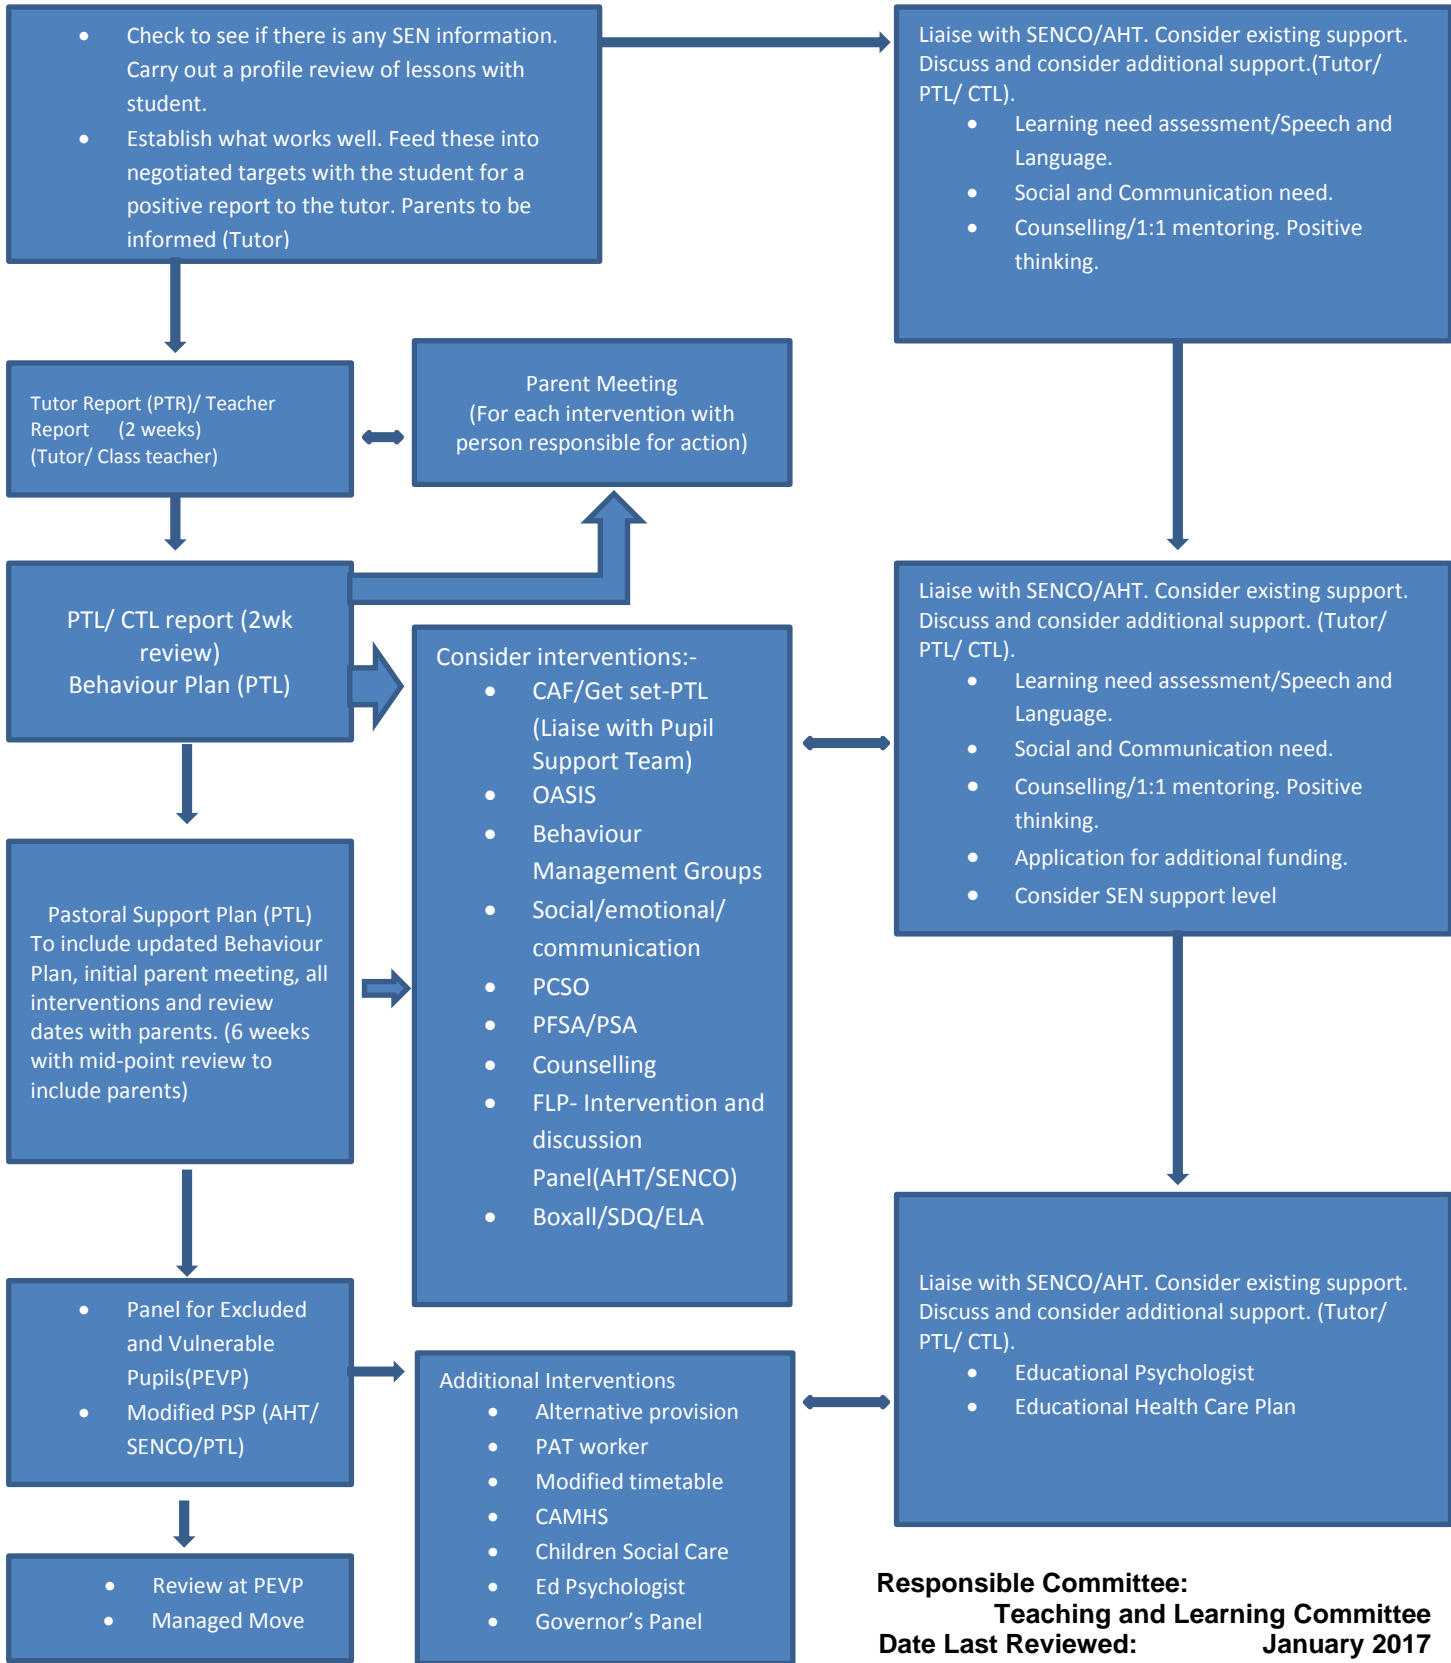 • Check to see if there is any SEN information.
Carry out a profile review of lessons with
student.
• Establish what works well. Feed these into
negotiated targets with the student for a
positive report to the tutor. Parents to be
informed (Tutor)
Liaise with SENCO/AHT. Consider existing support.
Discuss and consider additional support.(Tutor/
PTL/ CTL).
• Learning need assessment/Speech and
Language.
• Social and Communication need.
• Counselling/1:1 mentoring. Positive
thinking.
Tutor Report (PTR)/ Teacher
Report (2 weeks)
(Tutor/ Class teacher)
Parent Meeting
(For each intervention with
person responsible for action)
PTL/ CTL report (2wk
review)
Behaviour Plan (PTL)
Consider interventions:-
• CAF/Get set-PTL
(Liaise with Pupil
Support Team)
• OASIS
• Behaviour
Management Groups
• Social/emotional/
communication
• PCSO
• PFSA/PSA
• Counselling
• FLP- Intervention and
discussion
Panel(AHT/SENCO)
• Boxall/SDQ/ELA
Liaise with SENCO/AHT. Consider existing support.
Discuss and consider additional support. (Tutor/
PTL/ CTL).
• Learning need assessment/Speech and
Language.
• Social and Communication need.
• Counselling/1:1 mentoring. Positive
thinking.
• Application for additional funding.
• Consider SEN support level
Pastoral Support Plan (PTL)
To include updated Behaviour
Plan, initial parent meeting, all
interventions and review
dates with parents. (6 weeks
with mid-point review to
include parents)
• Panel for Excluded
and Vulnerable
Pupils(PEVP)
• Modified PSP (AHT/
SENCO/PTL)
Additional Interventions
• Alternative provision
• PAT worker
• Modified timetable
• CAMHS
• Children Social Care
• Ed Psychologist
• Governor’s Panel
Liaise with SENCO/AHT. Consider existing support.
Discuss and consider additional support. (Tutor/
PTL/ CTL).
• Educational Psychologist
• Educational Health Care Plan
• Review at PEVP
• Managed Move
Responsible Committee:
Teaching and Learning Committee
Date Last Reviewed: January 2017